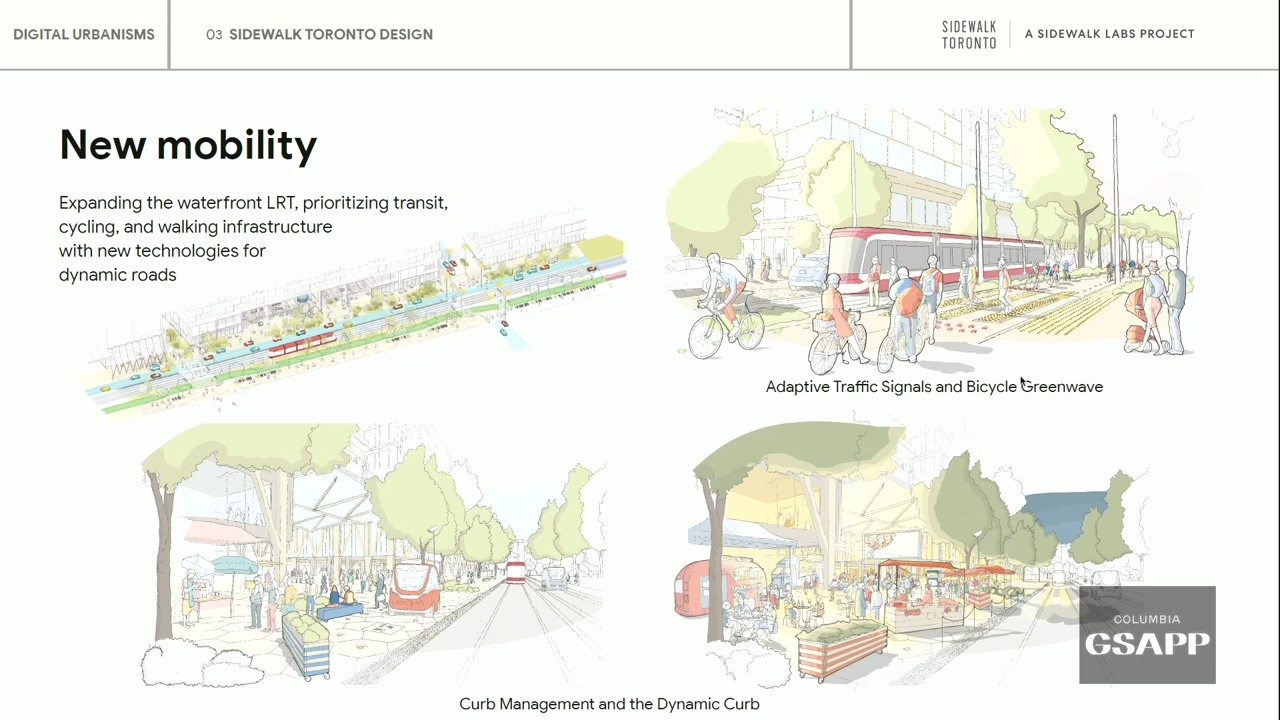 DIGITAL URBANISMS
03 SIDEWALK TORONTO DESIGN
SIDEWALK
TORONTO
A SIDEWALK LABS PROJECT
New mobility
Expanding the waterfront LRT, prioritizing transit,
cycling, and walking infrastructure
with new technologies for
dynamic roads
Adaptive Traffic Signals and Bicycle Greenwave
Curb Management and the Dynamic Curb
COLUMBIA
GSAPP